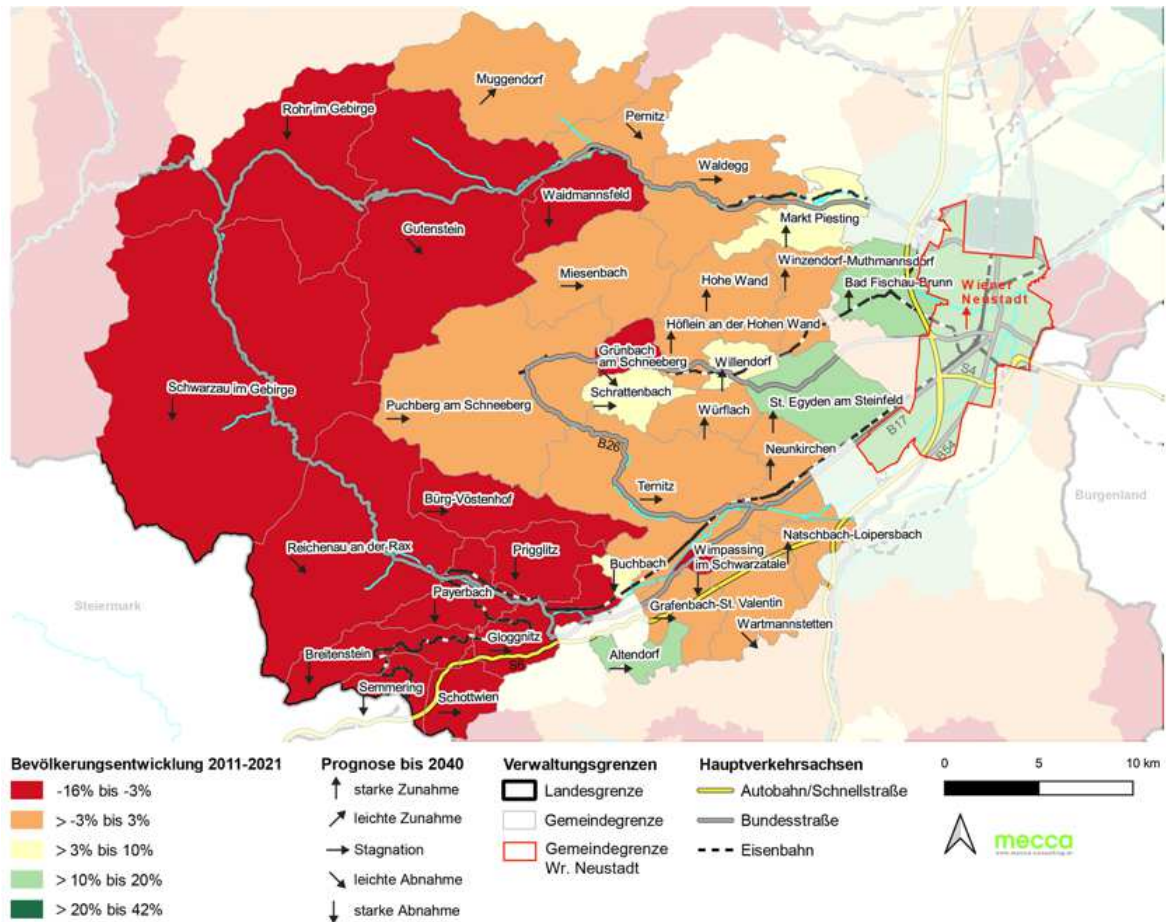 Muggendorf
Rohr im Gebirge
Pernitz
Waldegg
Waidmannsfeld
Markt Piesting
Gutenstein
Winzendorf-Muthmannsdorf
Miesenbach
Hohe Wand
Bad Fischau-Brunn
Wiener
Neustadt
Höflein an der Hohen Wand
Grünbach
am Schneeberg
Willendorf
Schwarzau im Gebirge
Schrattenbach
S4
Puchberg am Schneeberg
St. Egyden am Steinfeld
Würflach
B17
B26
B54
Neunkirchen
Ternitz
Burgenland
Bürg-Vöstenhof
Natschbach-Loipersbach
Reichenau an der Rax
Prigglitz
Wimpassing
im Schwarzatale
Buchbach
Payerbach
Steiermark
Grafenbach-St. Valentin
Wartmannstetten
Gloggnitz
Breitenstein
Altendorf
S6
Semmering
Schottwien
Bevölkerungsentwicklung 2011-2021
-16% bis -3%
> -3% bis 3%
> 3% bis 10%
> 10% bis 20%
> 20% bis 42%
Prognose bis 2040
starke Zunahme
leichte Zunahme
Stagnation
leichte Abnahme
starke Abnahme
Verwaltungsgrenzen
Landesgrenze
Gemeindegrenze
Gemeindegrenze
Wr. Neustadt
Hauptverkehrsachsen
Autobahn/Schnellstraße
Bundesstraße
Eisenbahn
0 5 10 km
mecca